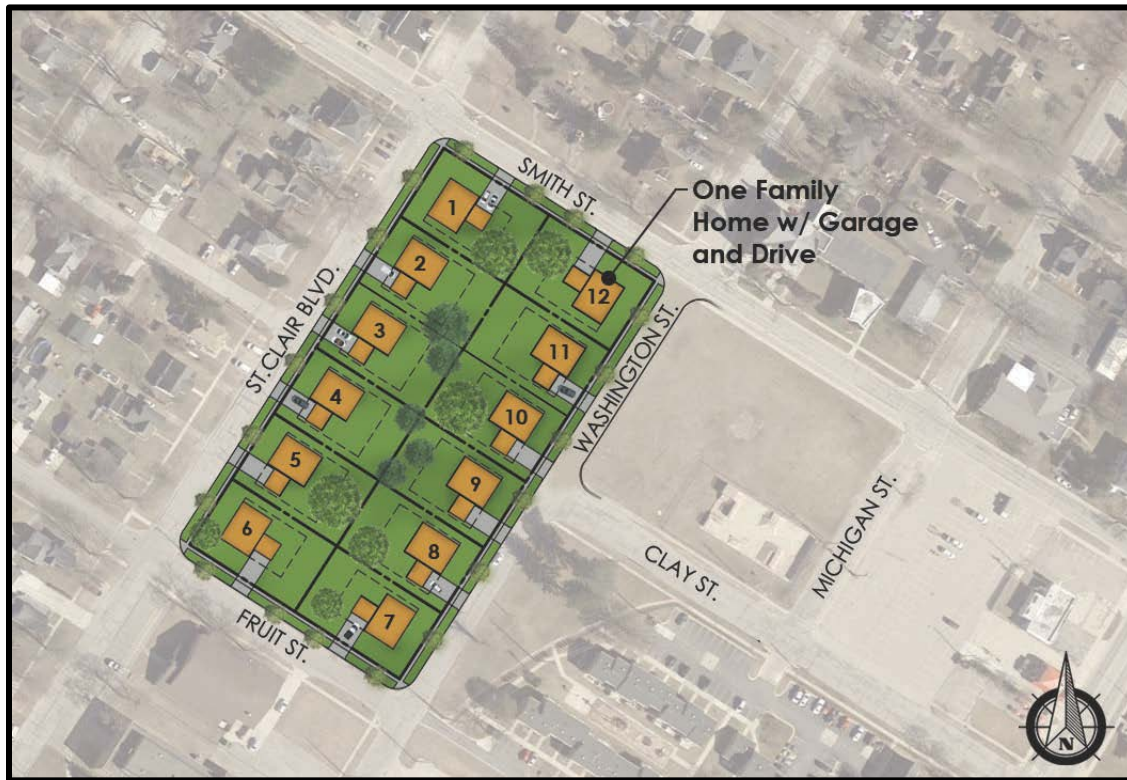 SMITH ST.
One Family
Home w/ Garage
and Drive
1
2
3
4
5
6
7
8
9
10
11
12
ST.CLAIR BLVD.
WASHINGTON ST.
CLAY ST.
MICHIGAN ST.
FRUIT ST.
N